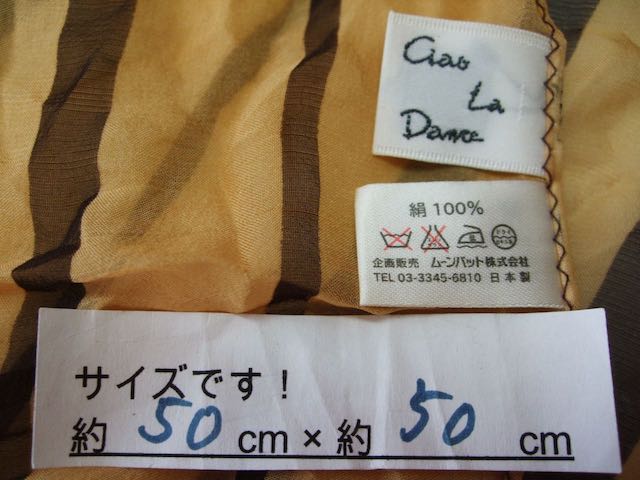 Ciao
La
Dance
絹 100%
企画販売 ムーンバット株式会社
TEL 03-3345-6810 日本製
サイズです！
約 50 cm × 約 50 cm